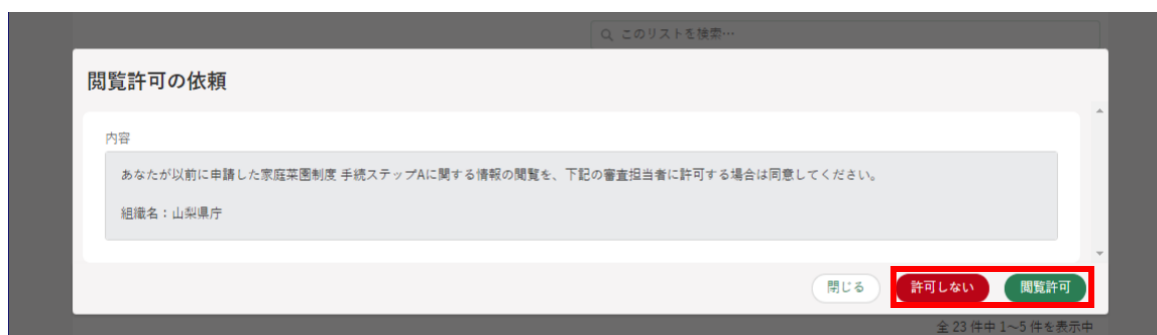 このリストを検索…
閲覧許可の依頼
内容
あなたが以前に申請した家庭菜園制度 手続ステップAに関する情報の閲覧を、下記の審査担当者に許可する場合は同意してください。
組織名：山梨県庁
閉じる
許可しない
閲覧許可
全 23 件中 1～5 件を表示中